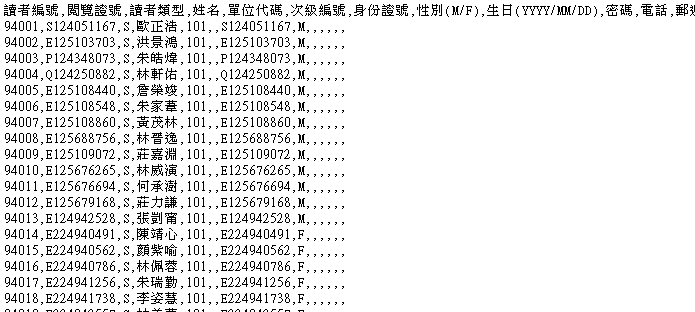 讀者編號,閱覽證號,讀者類型,姓名,單位代碼,次級編號,身份證號,性別(M/F),生日(YYYY/MM/DD),密碼,電話,
94001,S124051167,S,歐正浩,101,,S124051167,M,,,,,,
94002,E125103703,S,洪景鴻,101,,E125103703,M,,,,,,
94003,P124348073,S,朱皓煒,101,,P124348073,M,,,,,,
94004,Q124250882,S,林軒佑,101,,Q124250882,M,,,,,,
94005,E125108440,S,詹榮竣,101,,E125108440,M,,,,,,
94006,E125108548,S,朱家葦,101,,E125108548,M,,,,,,
94007,E125108860,S,黃茂林,101,,E125108860,M,,,,,,
94008,E125688756,S,林晉逸,101,,E125688756,M,,,,,,
94009,E125109072,S,莊嘉淵,101,,E125109072,M,,,,,,
94010,E125676265,S,林威演,101,,E125676265,M,,,,,,
94011,E125676694,S,何承澍,101,,E125676694,M,,,,,,
94012,E125679168,S,莊力謙,101,,E125679168,M,,,,,,
94013,E124942528,S,張劉甯,101,,E124942528,M,,,,,,
94014,E224940491,S,陳靖心,101,,E224940491,F,,,,,,
94015,E224940562,S,顏紫喻,101,,E224940562,F,,,,,,
94016,E224940786,S,林佩蓉,101,,E224940786,F,,,,,,
94017,E224941256,S,朱瑞勤,101,,E224941256,F,,,,,,
94018,E224941738,S,李姿慧,101,,E224941738,F,,,,,,